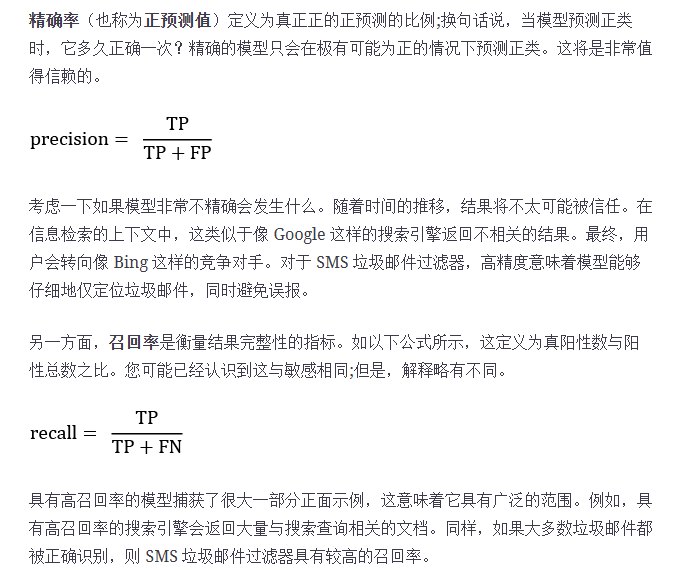 精确率（也称为正预测值）定义为真正正的正预测的比例;换句话说，当模型预测正类
时，它多久正确一次？精确的模型只会在极有可能为正的情况下预测正类。这将是非常值
得信赖的。
precision = TP / TP + FP
考虑一下如果模型非常不精确会发生什么。随着时间的推移，结果将不太可能被信任。在
信息检索的上下文中，这类似于像 Google 这样的搜索引擎返回不相关的结果。最终，用
户会转向像 Bing 这样的竞争对手。对于 SMS 垃圾邮件过滤器，高精度意味着模型能够
仔细地仅定位垃圾邮件，同时避免误报。
另一方面，召回率是衡量结果完整性的指标。如以下公式所示，这定义为真阳性数与阳
性总数之比。您可能已经认识到这与敏感相同;但是，解释略有不同。
recall = TP / TP + FN
具有高召回率的模型捕获了很大一部分正面示例，这意味着它具有广泛的范围。例如，具
有高召回率的搜索引擎会返回大量与搜索查询相关的文档。同样，如果大多数垃圾邮件都
被正确识别，则 SMS 垃圾邮件过滤器具有较高的召回率。